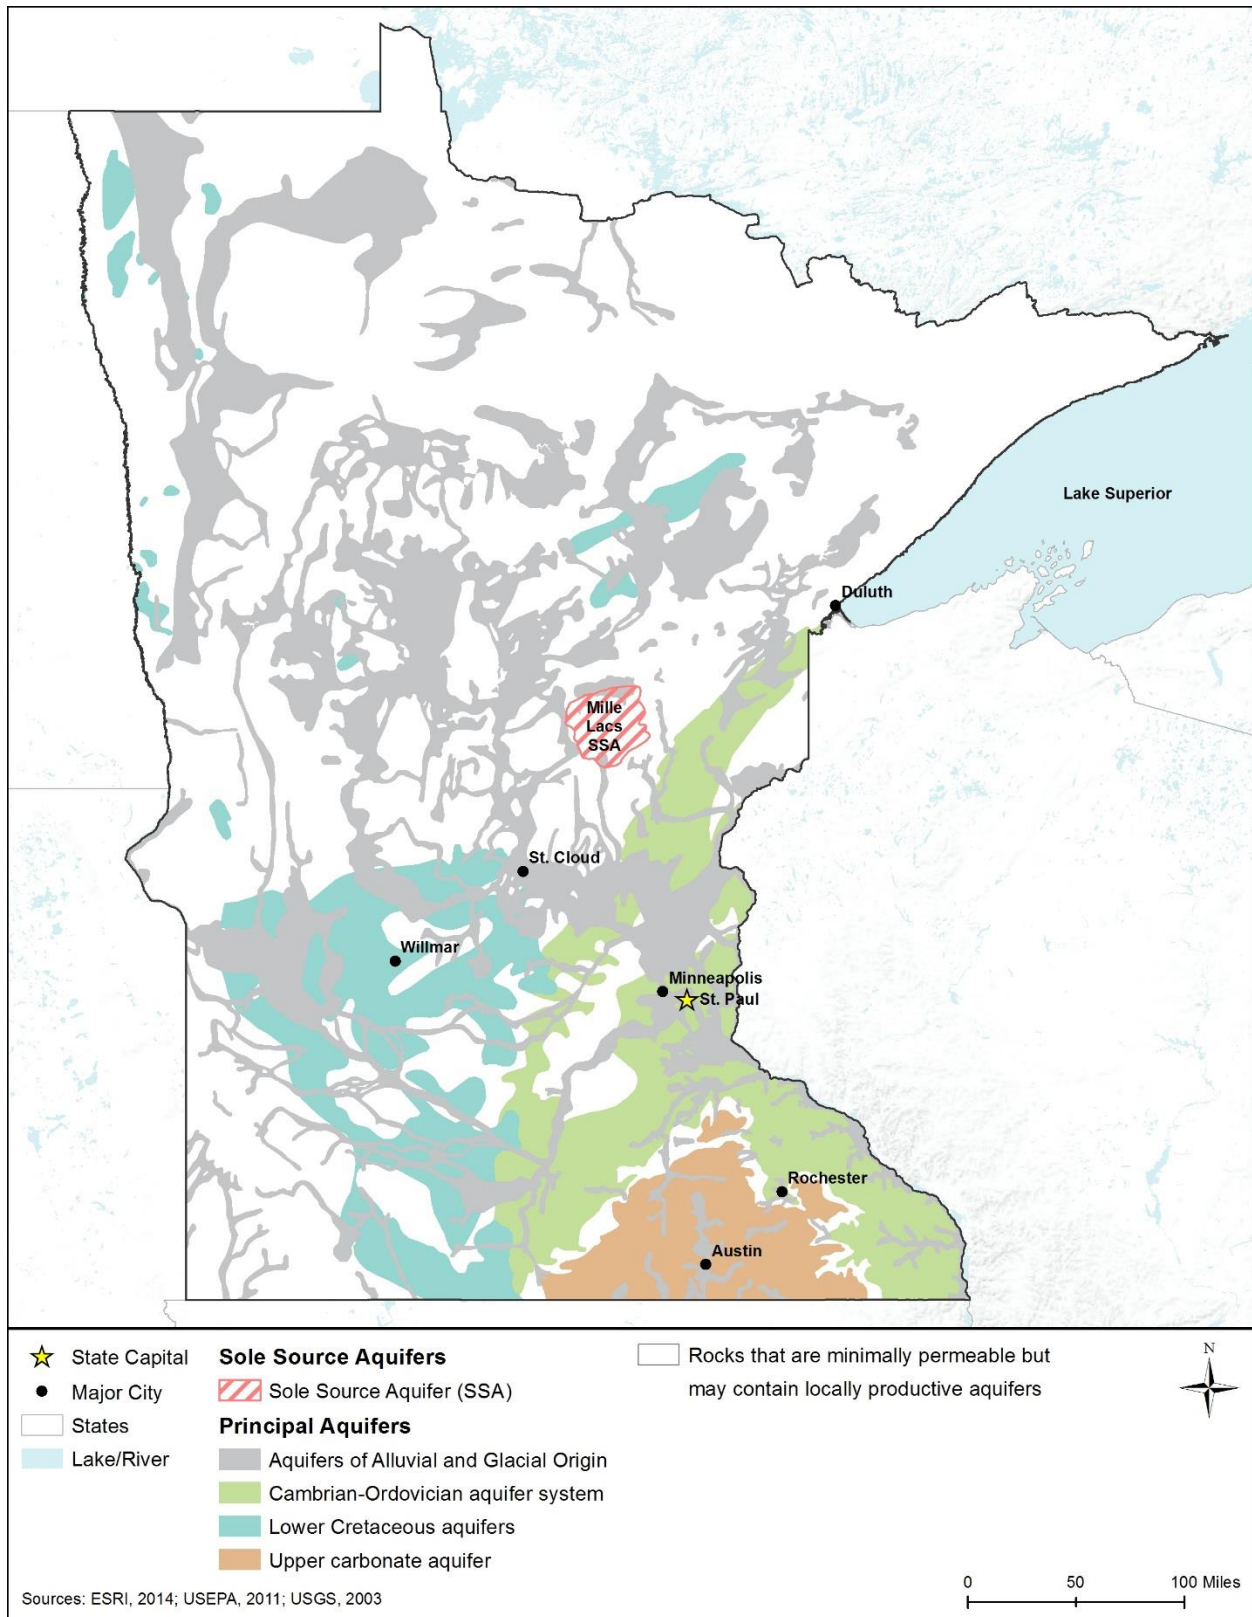 Lake Superior
Duluth
Mille
Lacs
SSA
St. Cloud
Willmar
Minneapolis
St. Paul
Rochester
Austin
State Capital
Major City
States
Lake/River
Sole Source Aquifers
Sole Source Aquifer (SSA)
Principal Aquifers
Aquifers of Alluvial and Glacial Origin
Cambrian-Ordovician aquifer system
Lower Cretaceous aquifers
Upper carbonate aquifer
Rocks that are minimally permeable but
may contain locally productive aquifers
N
Sources: ESRI, 2014; USEPA, 2011; USGS, 2003
0 50 100 Miles